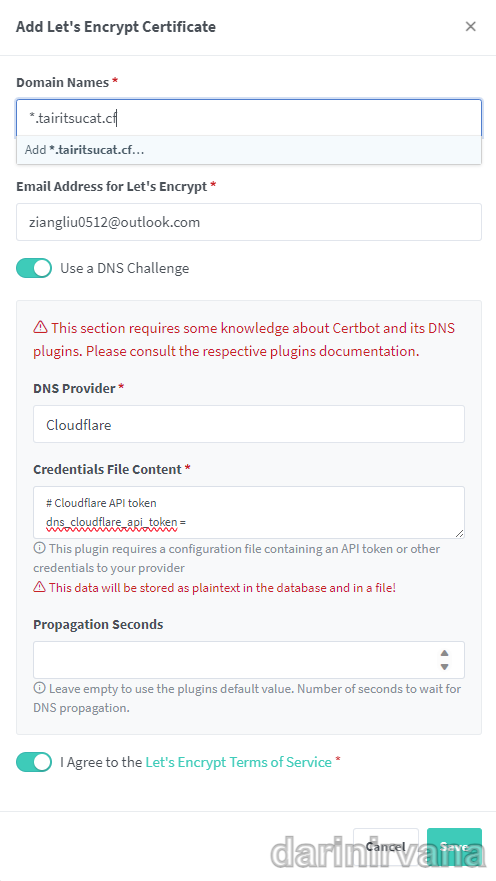 Add Let's Encrypt Certificate
Domain Names *
*.tairitsucat.cf
Add *.tairitsucat.cf...
Email Address for Let's Encrypt *
ziangliu0512@outlook.com
Use a DNS Challenge
This section requires some knowledge about Certbot and its DNS
plugins. Please consult the respective plugins documentation.
DNS Provider *
Cloudflare
Credentials File Content *
# Cloudflare API token
dns_cloudflare_api_token =
This plugin requires a configuration file containing an API token or other
credentials to your provider
This data will be stored as plaintext in the database and in a file!
Propagation Seconds
Leave empty to use the plugins default value. Number of seconds to wait for
DNS propagation.
I Agree to the Let's Encrypt Terms of Service *
Cancel
Save
darinirvana